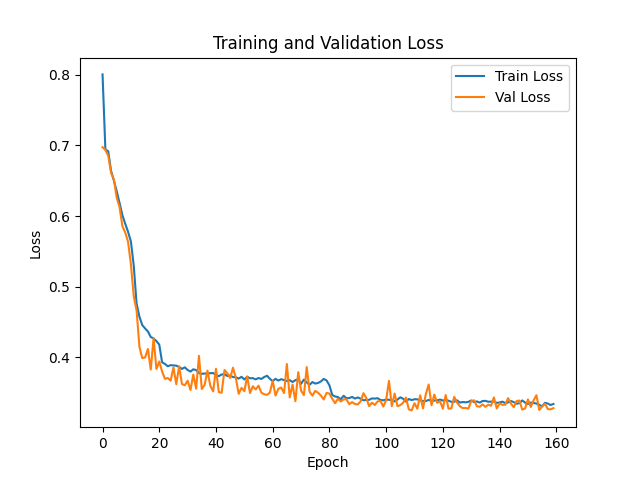 Training and Validation Loss
Train Loss
Val Loss
0.8
0.7
0.6
0.5
0.4
Loss
0 20 40 60 80 100 120 140 160
Epoch